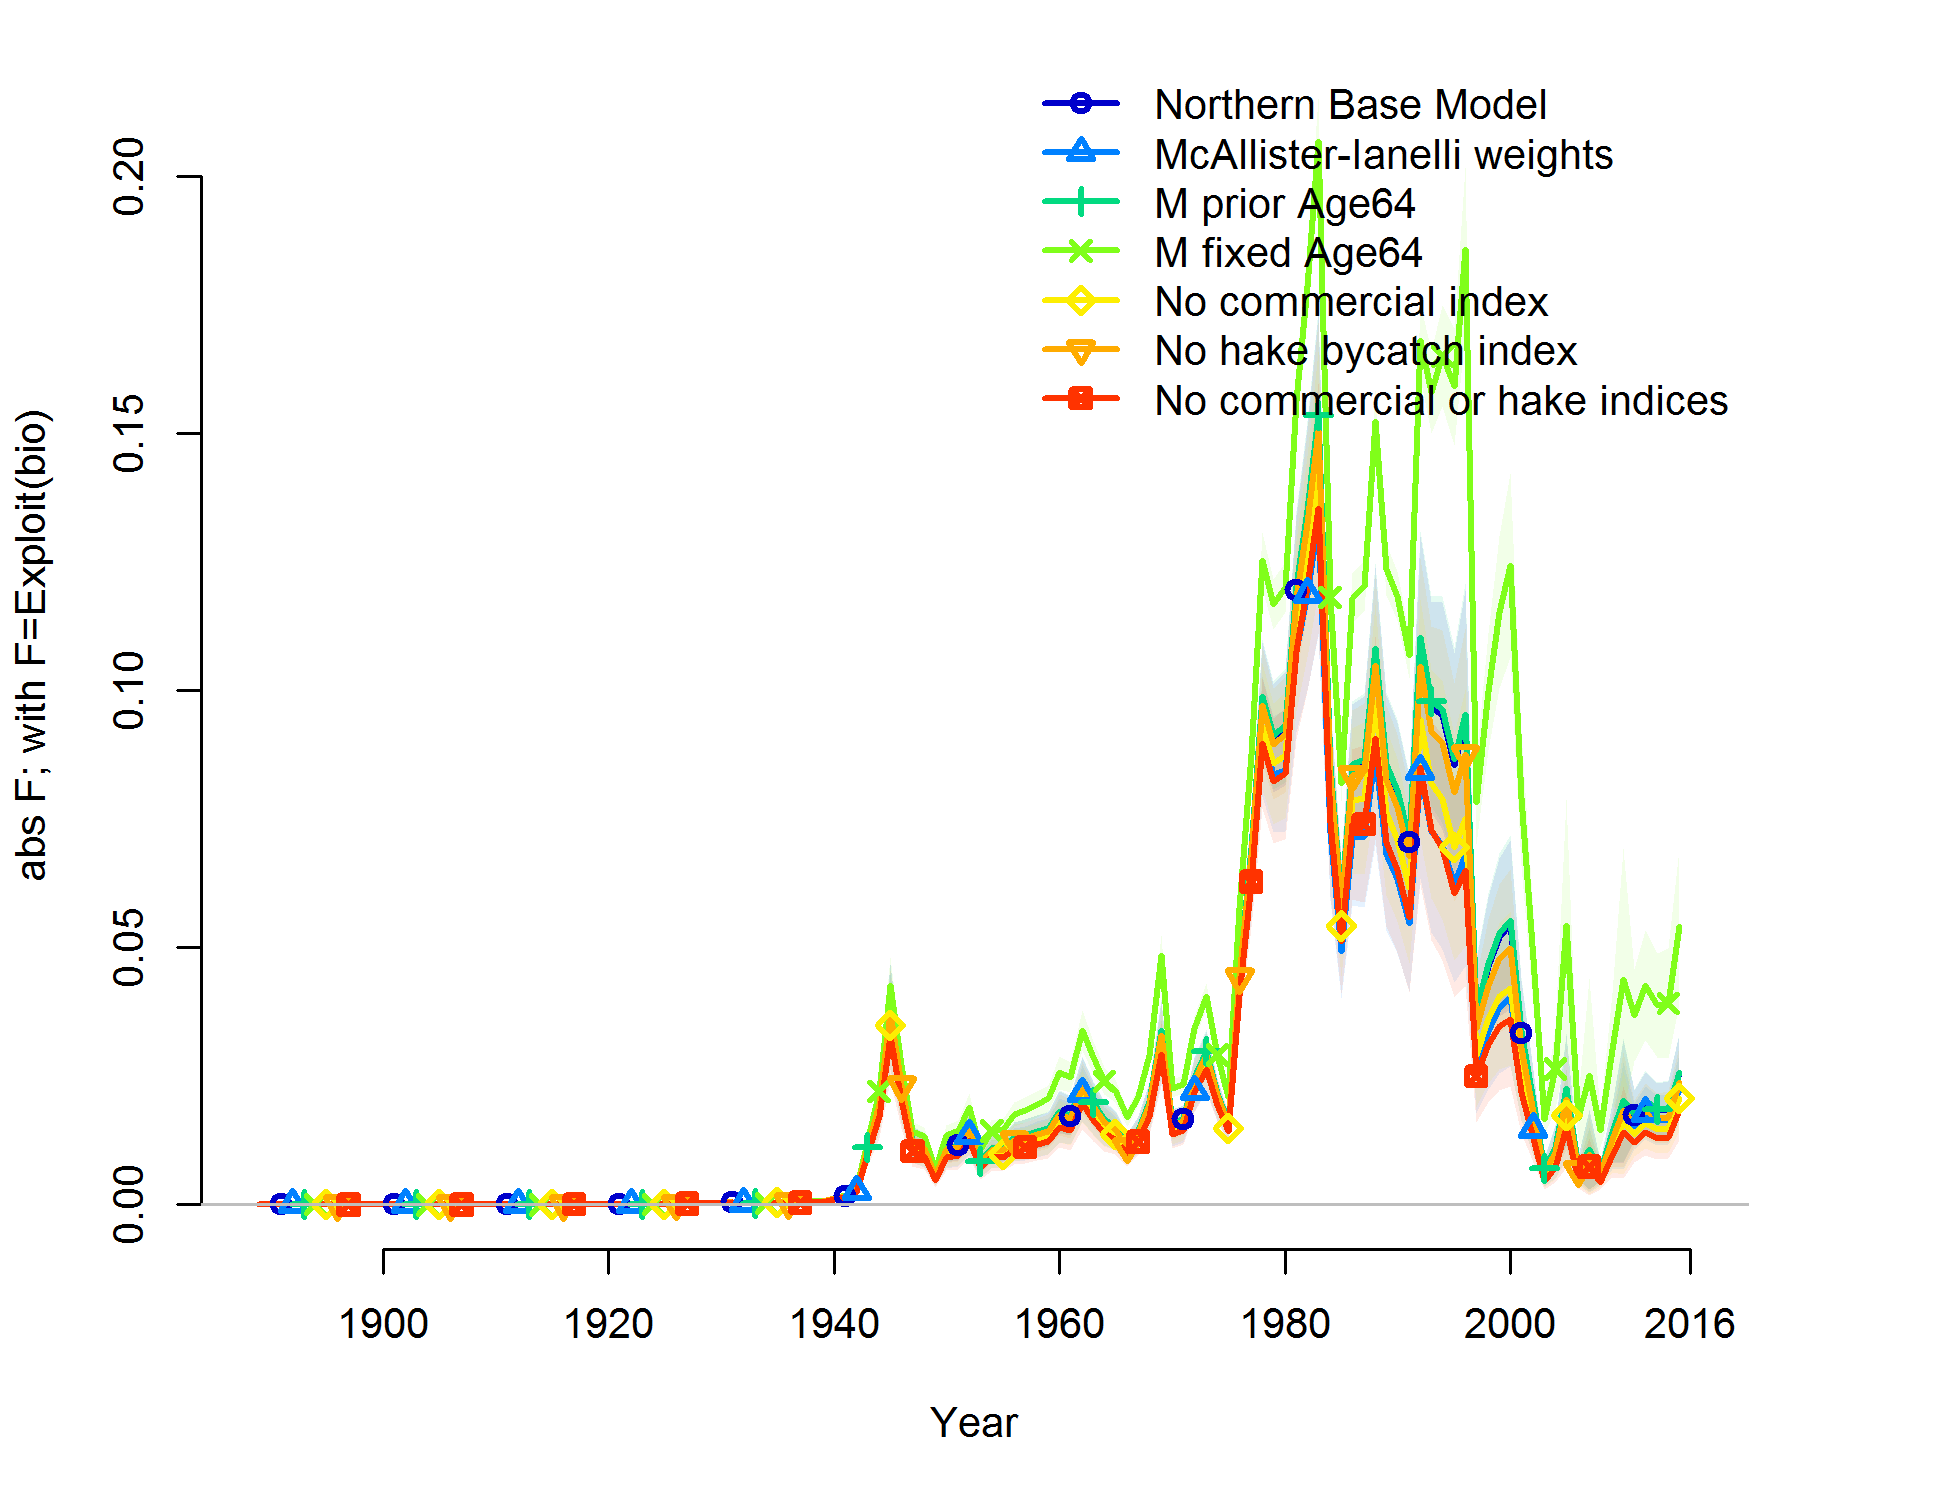 Northern Base Model
McAllister-Ianelli weights
M prior Age64
M fixed Age64
No commercial index
No hake bycatch index
No commercial or hake indices
abs F; with F=Exploit(bio)
0.20
0.15
0.10
0.05
0.00
1900 1920 1940 1960 1980 2000 2016
Year